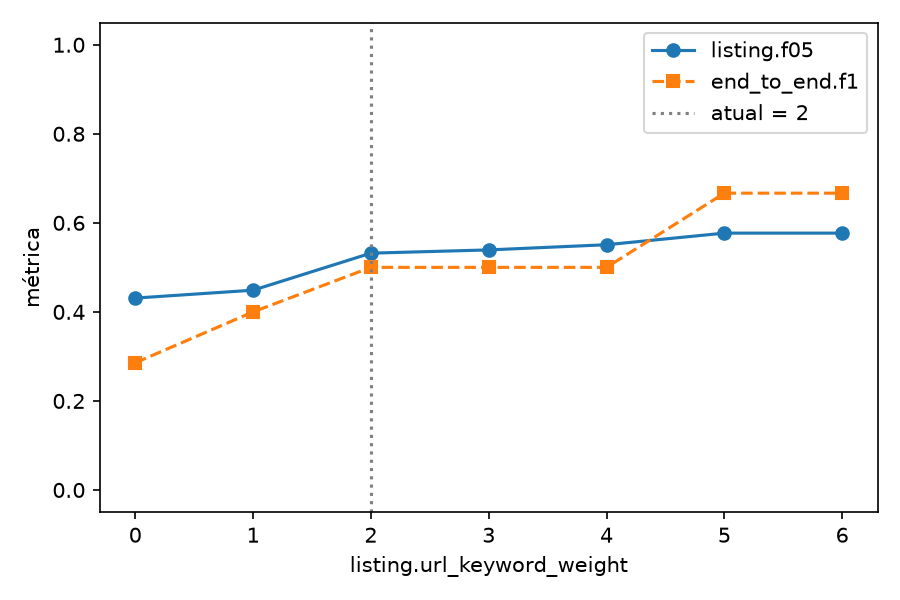 1.0
0.8
0.6
0.4
0.2
0.0
métrica
listing.f05
end_to_end.f1
atual = 2
0 1 2 3 4 5 6
listing.url_keyword_weight